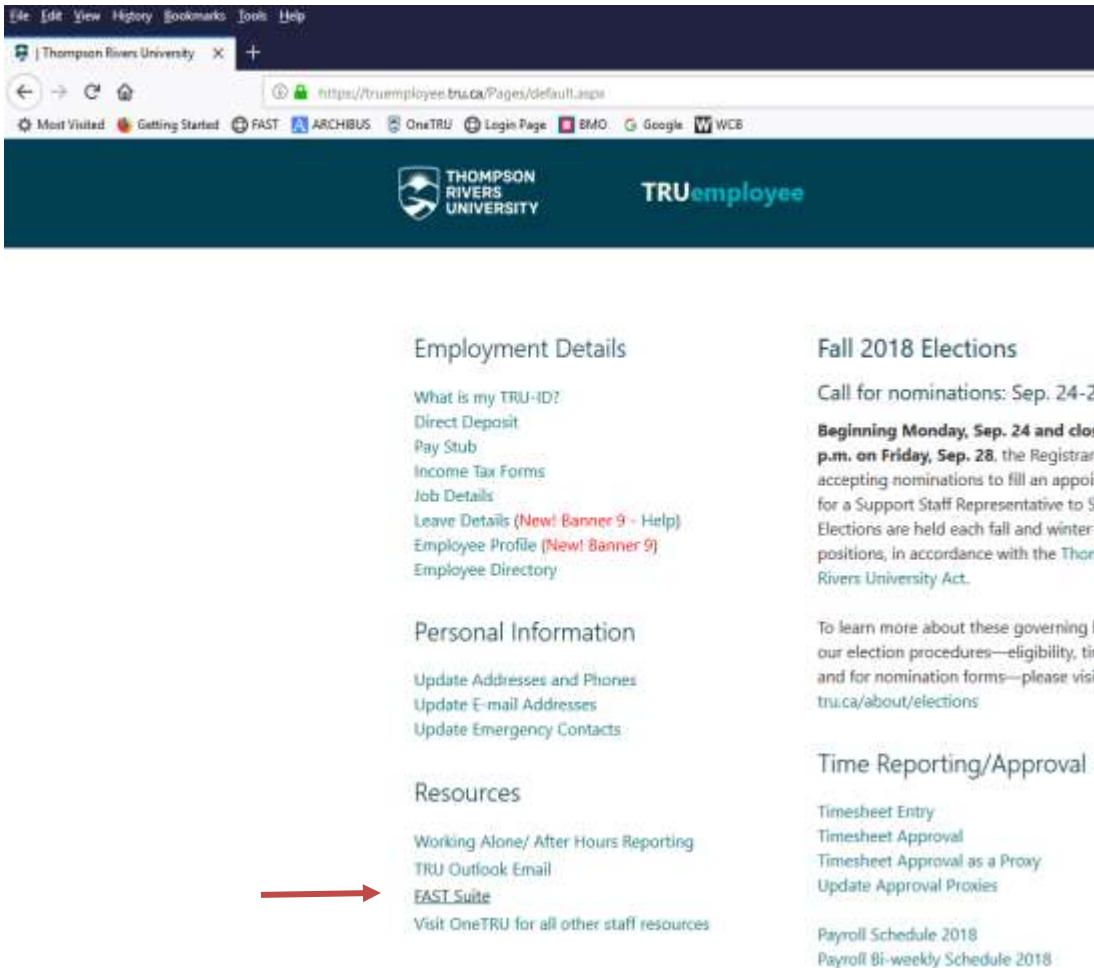 File Edit View History Bookmarks Tools Help
| Thompson Rivers University
https://truemployee.tru.ca/Pages/default.aspx
Most Visited Getting Started FAST ARCHIBUS OneTRU Login Page BMO Google WCB
THOMPSON
RIVERS
UNIVERSITY
TRUemployee
Employment Details
What is my TRU-ID?
Direct Deposit
Pay Stub
Income Tax Forms
Job Details
Leave Details (New! Banner 9 - Help)
Employee Profile (New! Banner 9)
Employee Directory
Personal Information
Update Addresses and Phones
Update E-mail Addresses
Update Emergency Contacts
Resources
Working Alone/ After Hours Reporting
TRU Outlook Email
FAST Suite
Visit OneTRU for all other staff resources
Fall 2018 Elections
Call for nominations: Sep. 24-2
Beginning Monday, Sep. 24 and clos
p.m. on Friday, Sep. 28, the Registrar
accepting nominations to fill an appoi
for a Support Staff Representative to S
Elections are held each fall and winter
positions, in accordance with the Thor
Rivers University Act.
To learn more about these governing
our election procedures—eligibility, ti
and for nomination forms—please visi
tru.ca/about/elections
Time Reporting/Approval
Timesheet Entry
Timesheet Approval
Timesheet Approval as a Proxy
Update Approval Proxies
Payroll Schedule 2018
Payroll Bi-weekly Schedule 2018